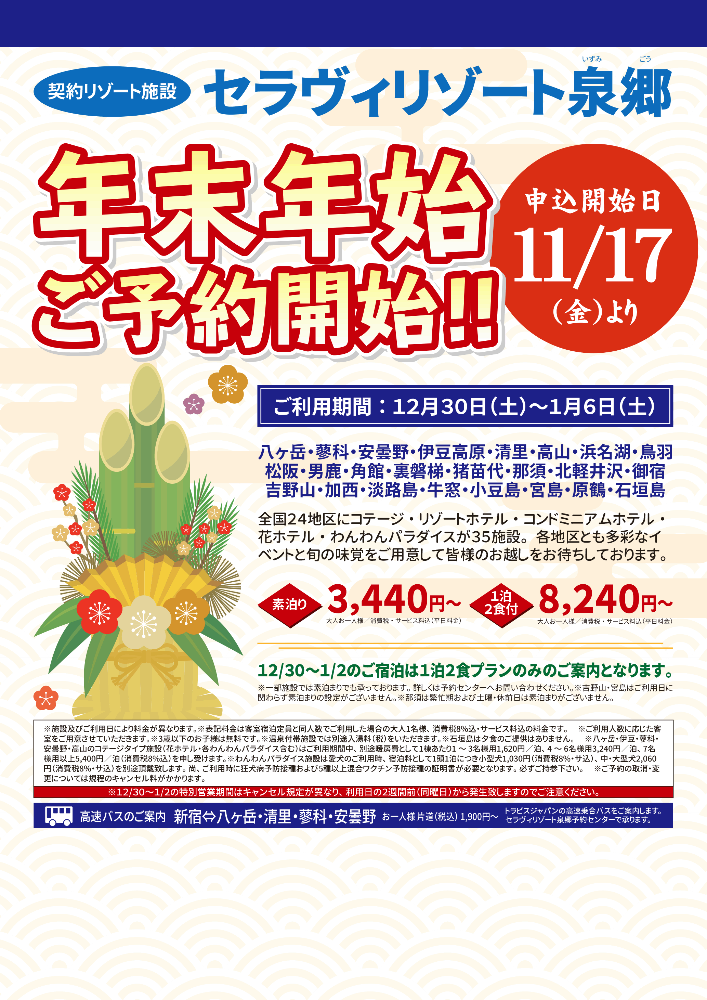 いずみ ごう
契約リゾート施設 セラヴィリゾート泉郷
年末年始
ご予約開始!!
申込開始日
11/17
(金)より
ご利用期間:12月30日(土)〜1月6日(土)
八ヶ岳・蓼科・安曇野・伊豆高原・清里・高山・浜名湖・鳥羽
松阪・男鹿・角館・裏磐梯・猪苗代・那須・北軽井沢・御宿
吉野山・加西・淡路島・牛窓・小豆島・宮島・原鶴・石垣島
全国24地区にコテージ・リゾートホテル・コンドミニアムホテル・
花ホテル・わんわんパラダイスが35施設。各地区とも多彩なイ
ベントと旬の味覚をご用意して皆様のお越しをお待ちしております。
素泊り 3,440円〜
大人お一人様/消費税・サービス料込(平日料金)
1泊
2食付 8,240円〜
大人お一人様/消費税・サービス料込(平日料金)
12/30〜1/2のご宿泊は1泊2食プランのみのご案内となります。
※一部施設では素泊まりでも承っております。詳しくは予約センターへお問い合わせください。※吉野山・宮島はご利用日に
関わらず素泊まりの設定がございません。※那須は繁忙期および土曜・休前日は素泊まりがございません。
※施設及びご利用日により料金が異なります。※表記料金は客室宿泊定員と同人数でご利用した場合の大人1名様、消費税8%込・サービス料込の料金です。 ※ご利用人数に応じた客
室をご用意させていただきます。※3歳以下のお子様は無料です。※温泉付帯施設では別途入湯料(税)をいただきます。※石垣島は夕食のご提供はありません。 ※八ヶ岳・伊豆・蓼科・
安曇野・高山のコテージタイプ施設(花ホテル・各わんわんパラダイス含む)はご利用期間中、別途暖房費として1棟あたり1 〜 3名様用1,620円/泊、4 〜 6名様用3,240円/泊、7名
様用以上5,400円/泊(消費税8%込)を申し受けます。※わんわんパラダイス施設は愛犬のご利用時、宿泊料として1頭1泊につき小型犬1,030円(消費税8%・サ込)、中・大型犬2,060
円(消費税8%・サ込)を別途頂戴致します。尚、ご利用時に狂犬病予防接種および5種以上混合ワクチン予防接種の証明書が必要となります。必ずご持参下さい。 ※ご予約の取消・変
更については規程のキャンセル料がかかります。
※12/30〜1/2の特別営業期間はキャンセル規定が異なり、利用日の2週間前(同曜日)から発生致しますのでご注意ください。
高速バスのご案内 新宿⇔八ヶ岳・清里・蓼科・安曇野 お一人様 片道(税込) 1,900円〜
トラビスジャパンの高速乗合バスをご案内します。
セラヴィリゾート泉郷予約センターで承ります。